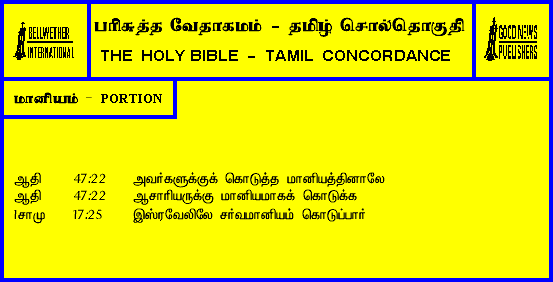 BELLWETHER
INTERNATIONAL
பரிசுத்த வேதாகமம் - தமிழ் சொல்தொகுதி
THE HOLY BIBLE - TAMIL CONCORDANCE
GOOD NEWS
PUBLISHERS
மானியம் - PORTION
ஆதி 47:22 அவர்களுக்குக் கொடுத்த மானியத்தினாலே
ஆதி 47:22 ஆசாரியருக்கு மானியமாகக் கொடுக்க
1சாமு 17:25 இஸ்ரவேலிலே சர்வமானியம் கொடுப்பார்